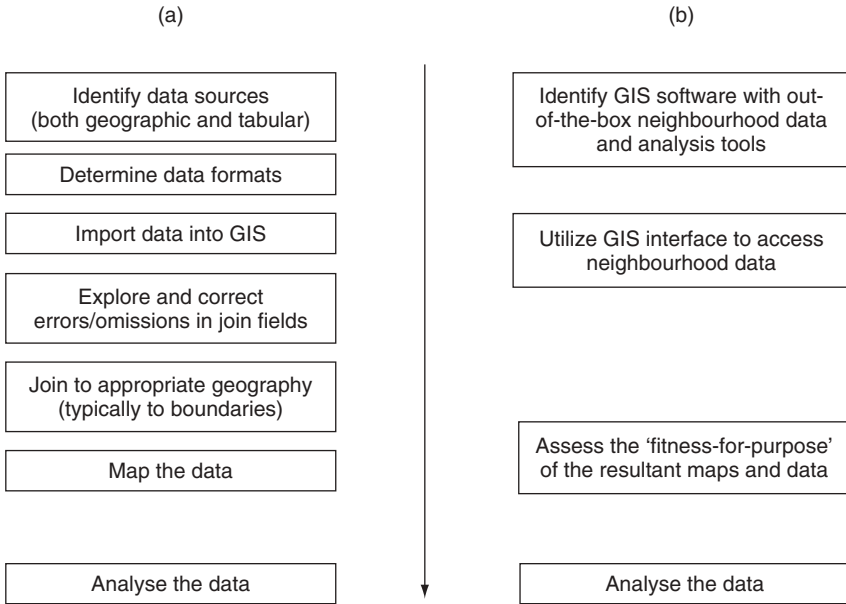 (a)
Identify data sources
(both geographic and tabular)
Determine data formats
Import data into GIS
Explore and correct
errors/omissions in join fields
Join to appropriate geography
(typically to boundaries)
Map the data
Analyse the data
(b)
Identify GIS software with out-
of-the-box neighbourhood data
and analysis tools
Utilize GIS interface to access
neighbourhood data
Assess the ‘fitness-for-purpose’
of the resultant maps and data
Analyse the data